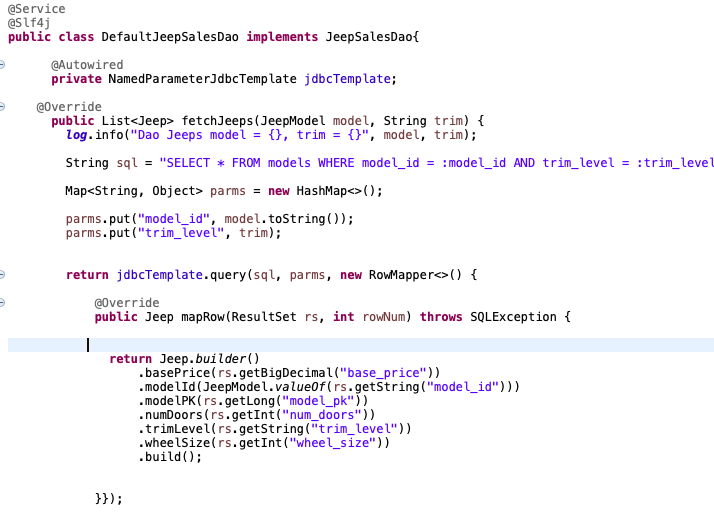 @Service
@Slf4j
public class DefaultJeepSalesDao implements JeepSalesDao{
@Autowired
private NamedParameterJdbcTemplate jdbcTemplate;
@Override
public List<Jeep> fetchJeeps(JeepModel model, String trim) {
log.info("Dao Jeeps model = {}, trim = {}", model, trim);
String sql = "SELECT * FROM models WHERE model_id = :model_id AND trim_level = :trim_level
Map<String, Object> parms = new HashMap<>();
parms.put("model_id", model.toString());
parms.put("trim_level", trim);
return jdbcTemplate.query(sql, parms, new RowMapper<>() {
@Override
public Jeep mapRow(ResultSet rs, int rowNum) throws SQLException {
return Jeep.builder()
.basePrice(rs.getBigDecimal("base_price"))
.modelId(JeepModel.valueOf(rs.getString("model_id")))
.modelPK(rs.getLong("model_pk"))
.numDoors(rs.getInt("num_doors"))
.trimLevel(rs.getString("trim_level"))
.wheelSize(rs.getInt("wheel_size"))
.build();
}});